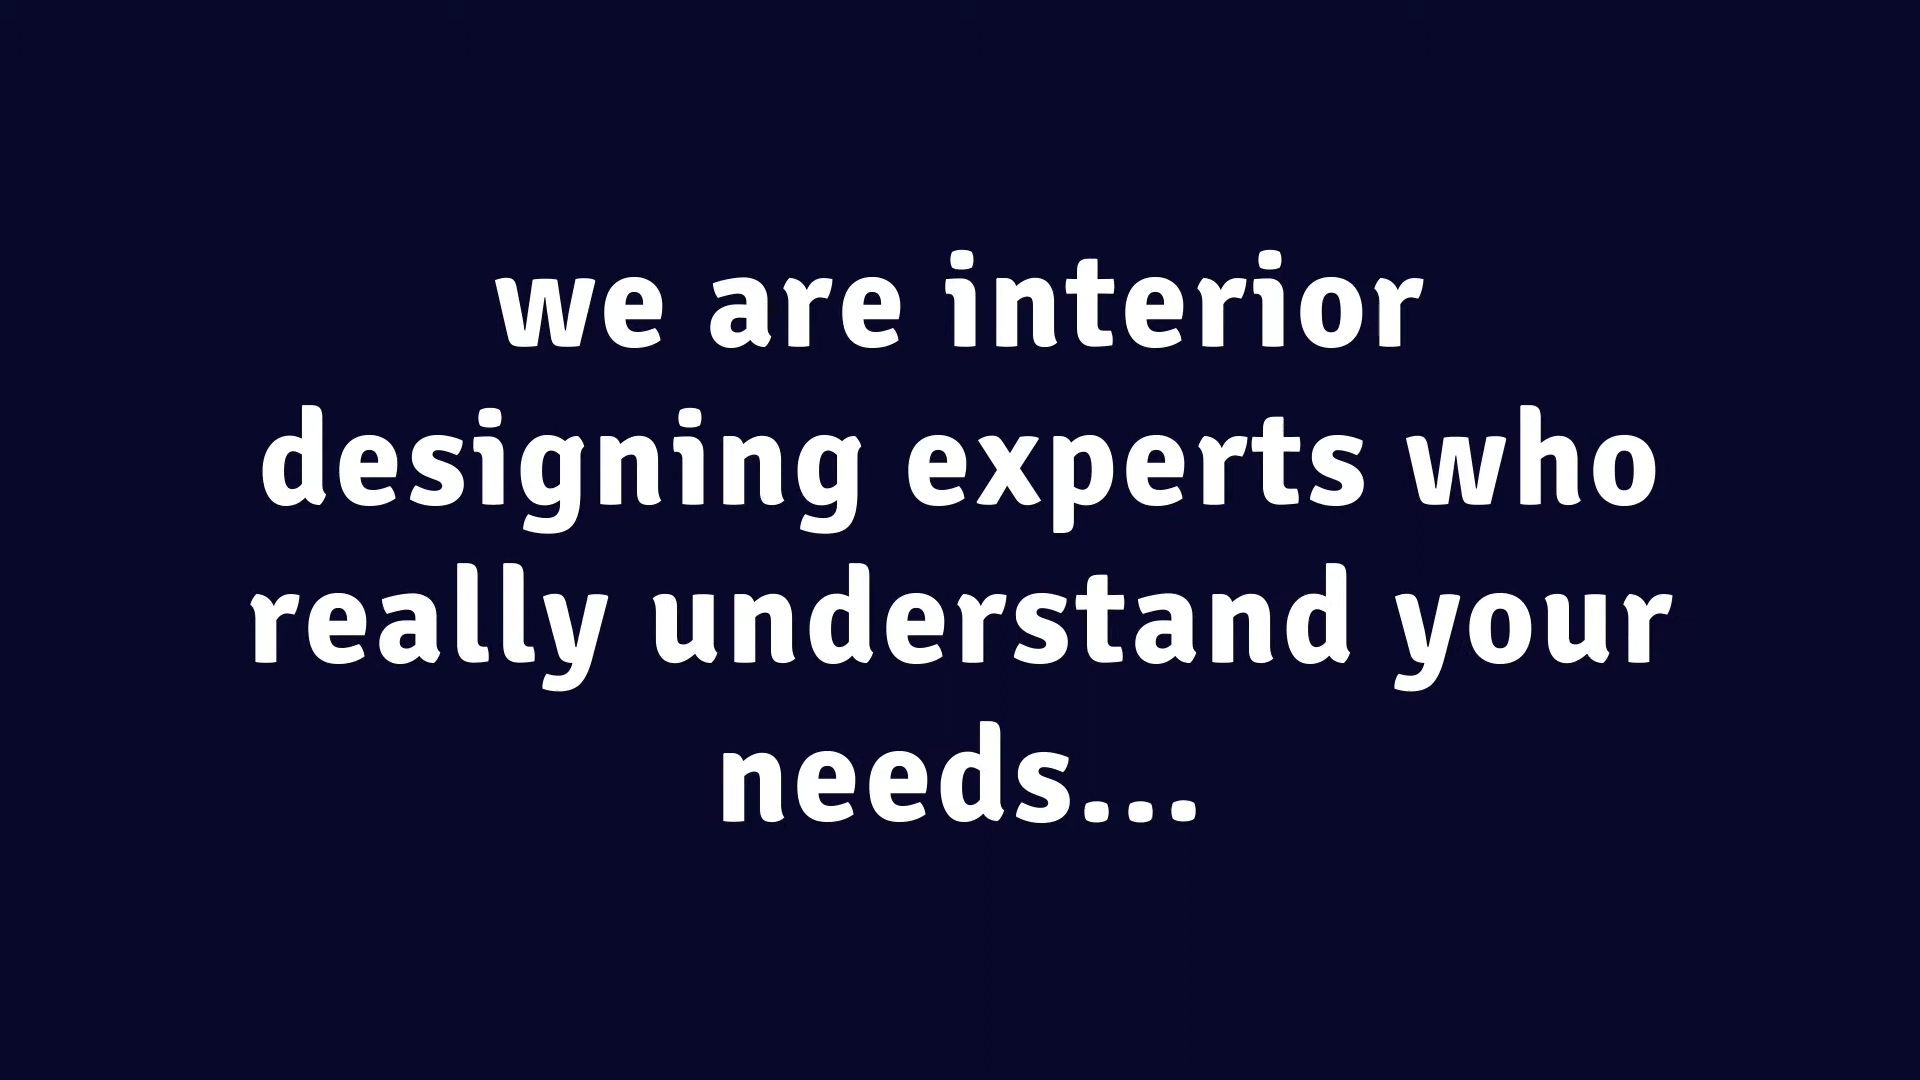 we are interior
designing experts who
really understand your
needs...